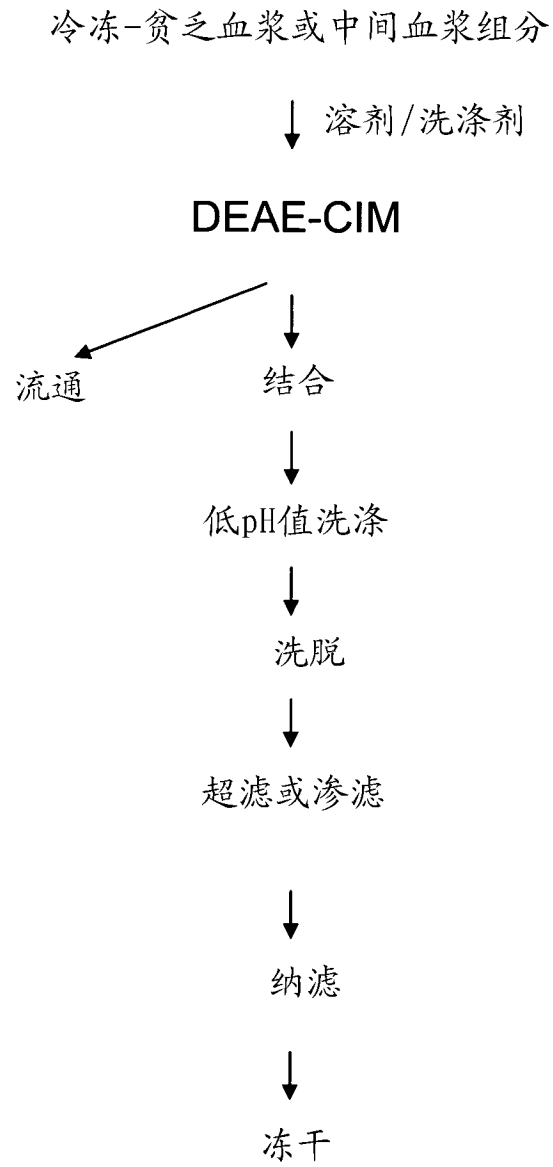 冷冻-贫乏血浆或中间血浆组分
溶剂/洗涤剂
DEAE-CIM
流通
结合
低pH值洗涤
洗脱
超滤或渗滤
纳滤
冻干